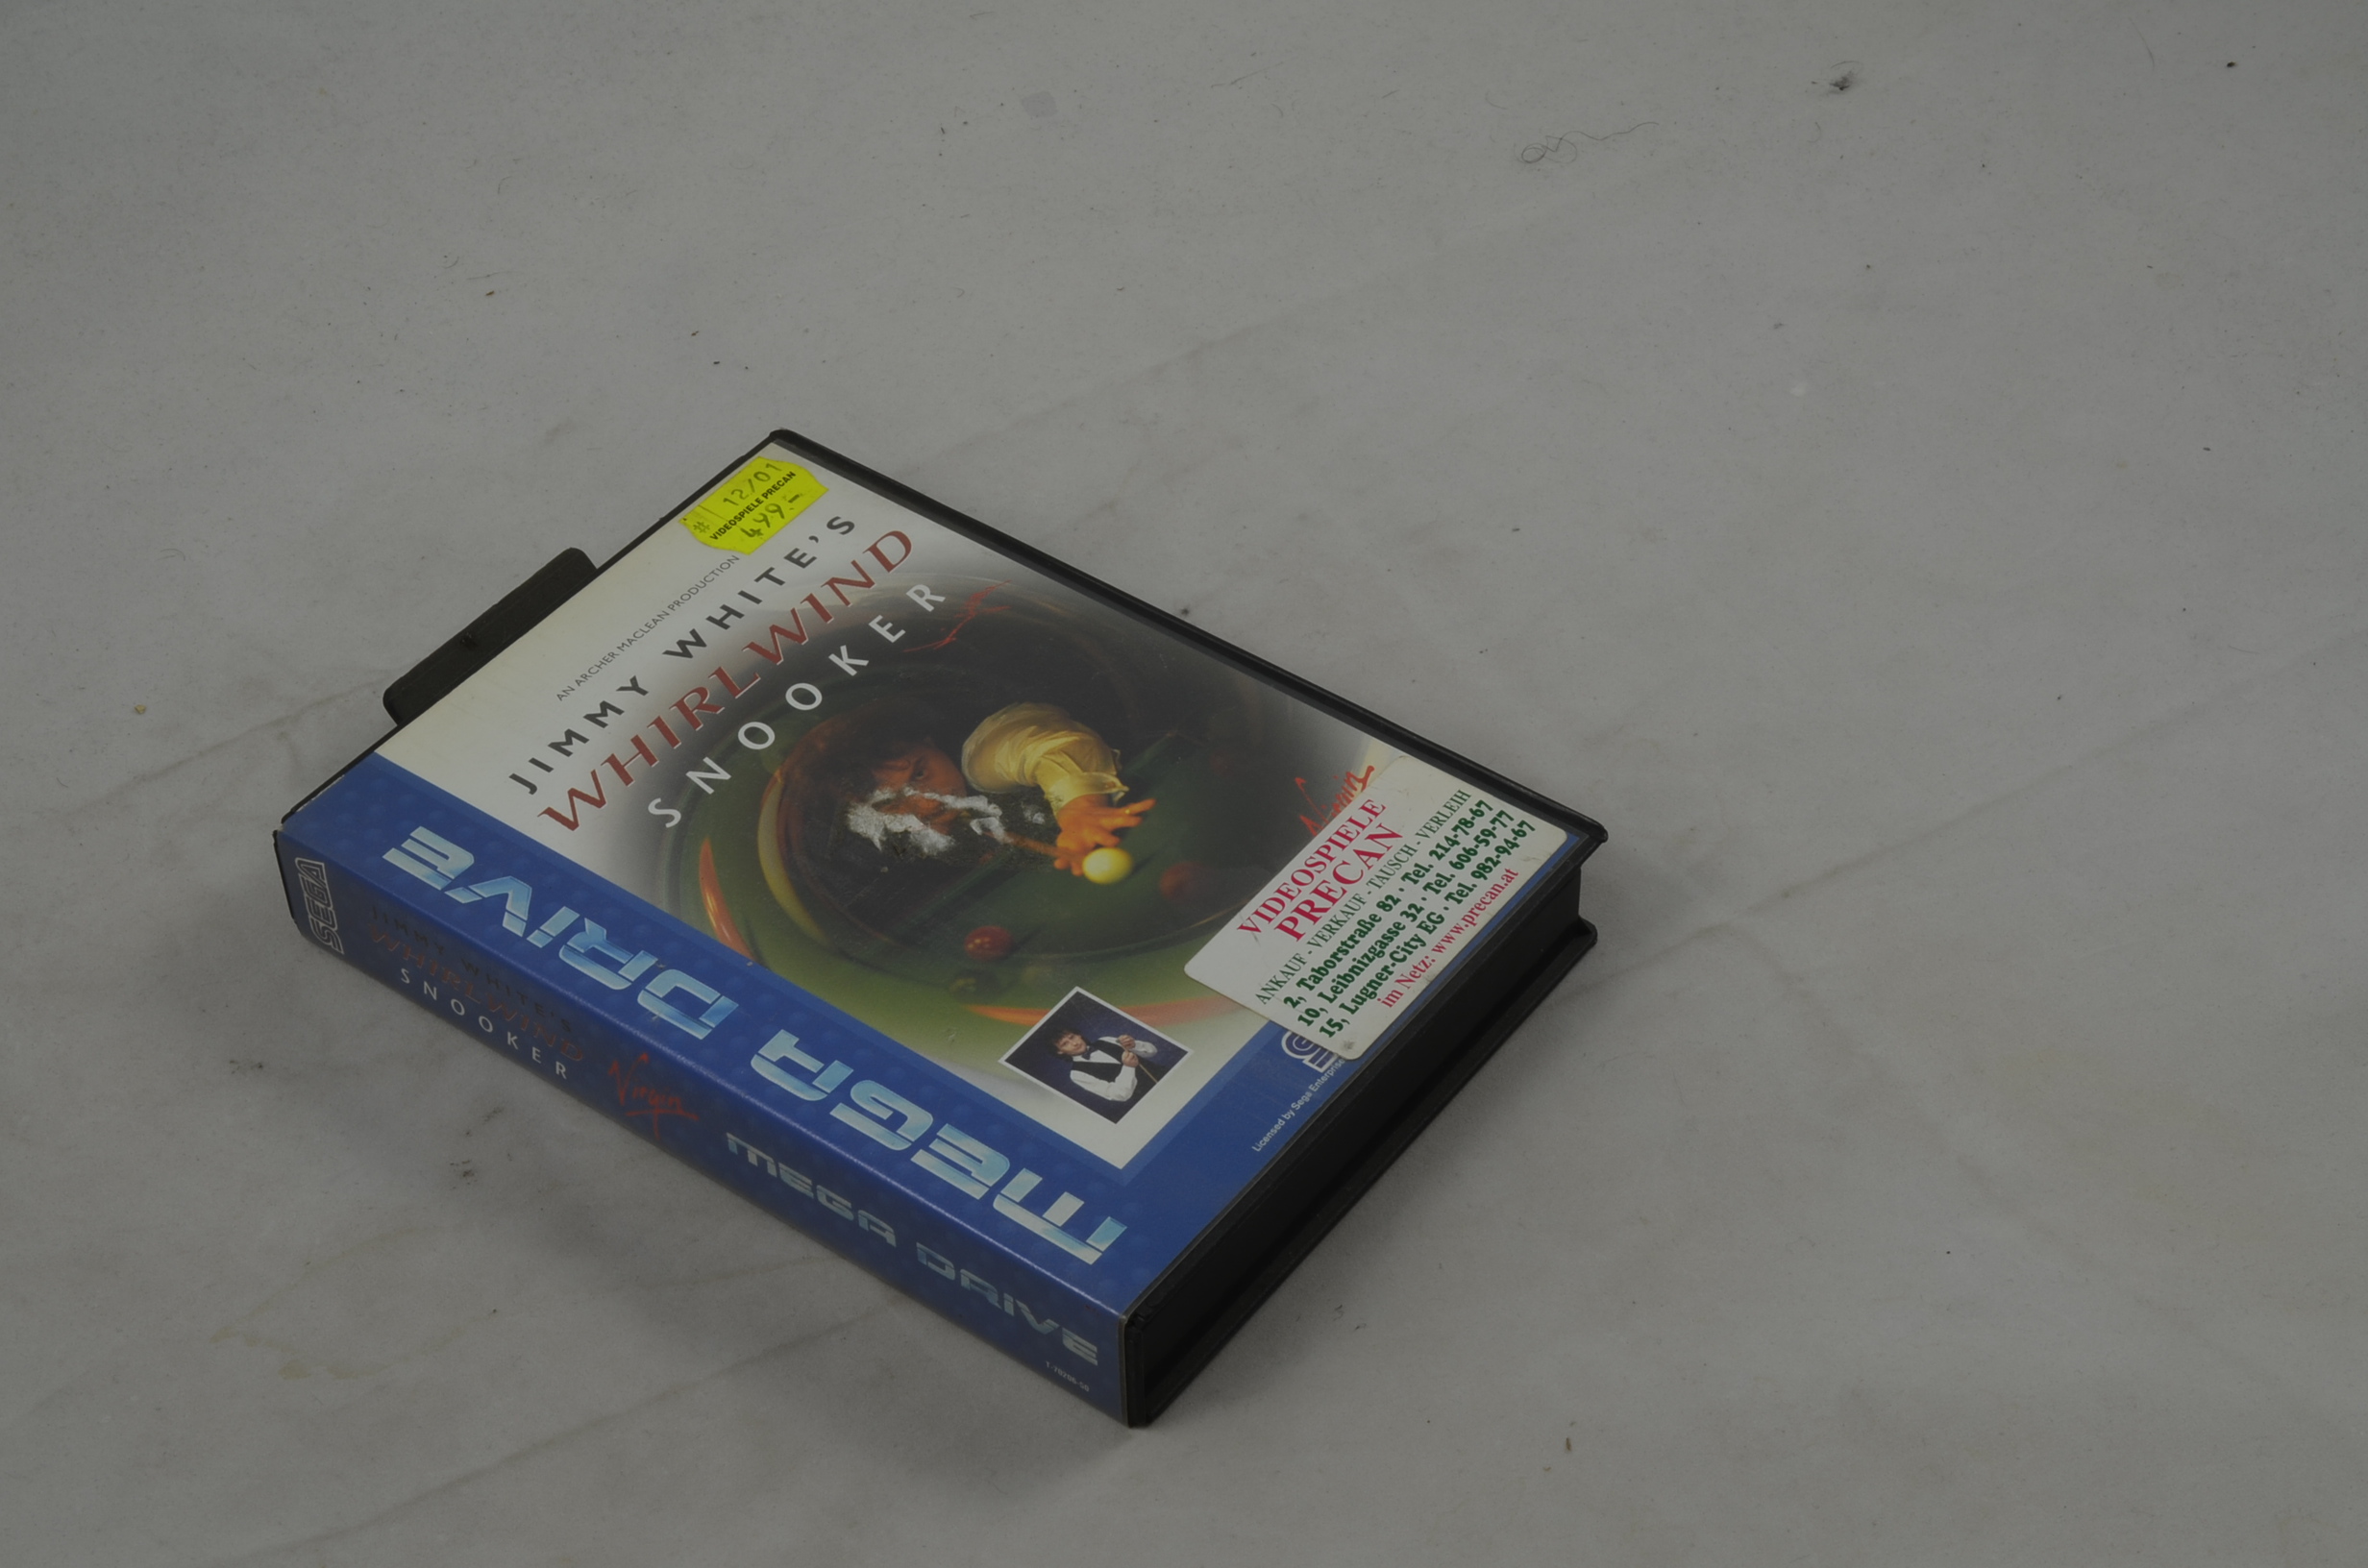 # 12/01
VIDEOSPIELE PRECAN
499.-
AN ARCHER MACLEAN PRODUCTION
JIMMY WHITE'S
WHIRLWIND
SNOOKER
Virgin
VIDEOSPIELE
PRECAN
ANKAUF - VERKAUF - TAUSCH - VERLEIH
2, Taborstraße 82 · Tel. 214-78-67
10, Leibnizgasse 32 · Tel. 606-59-77
15, Lugner-City EG · Tel. 982-94-67
im Netz: www.precan.at
Licensed by Sega
MEGA DRIVE
SEGA
JIMMY WHITE'S
WHIRLWIND
SNOOKER
Virgin
MEGA DRIVE